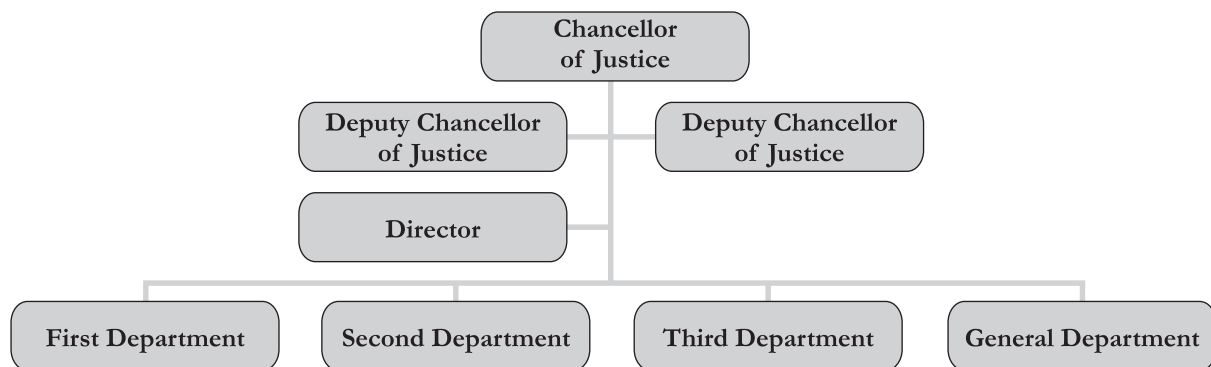 Chancellor
of Justice
Deputy Chancellor
of Justice
Deputy Chancellor
of Justice
Director
First Department
Second Department
Third Department
General Department